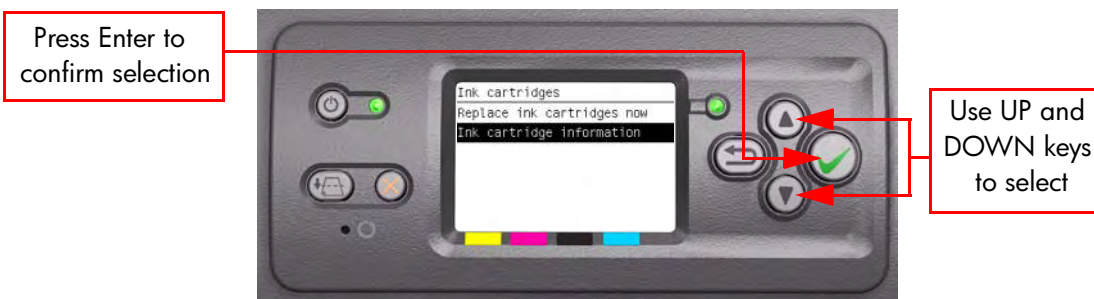 Press Enter to
confirm selection
Ink cartridges
Replace ink cartridges now
Ink cartridge information
Use UP and
DOWN keys
to select